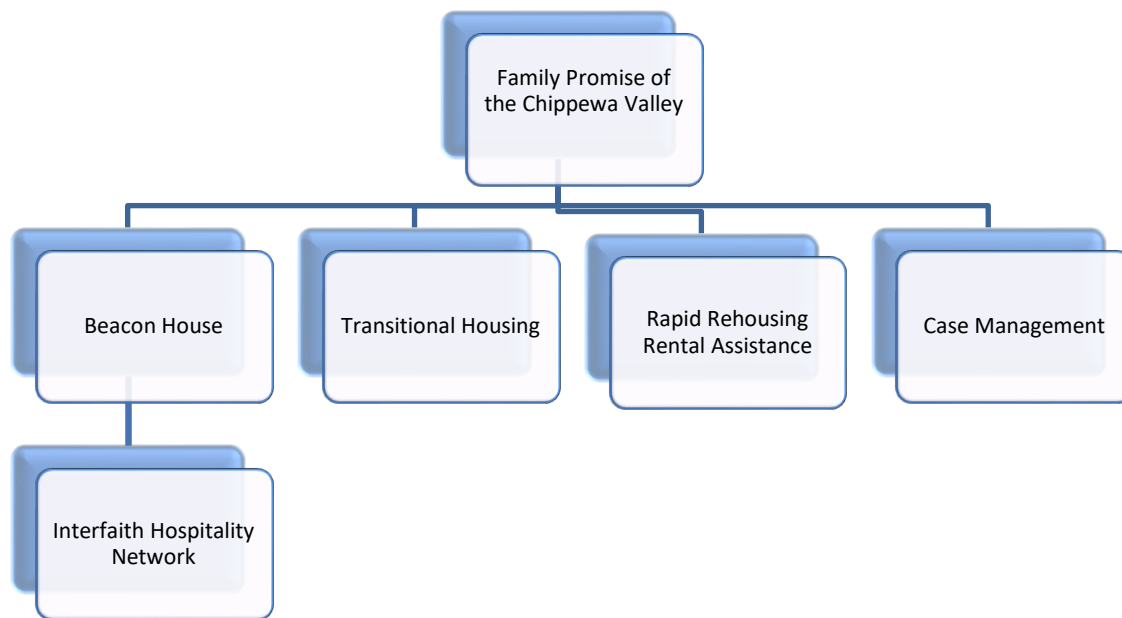 Family Promise of
the Chippewa Valley
Beacon House
Transitional Housing
Rapid Rehousing
Rental Assistance
Case Management
Interfaith Hospitality
Network